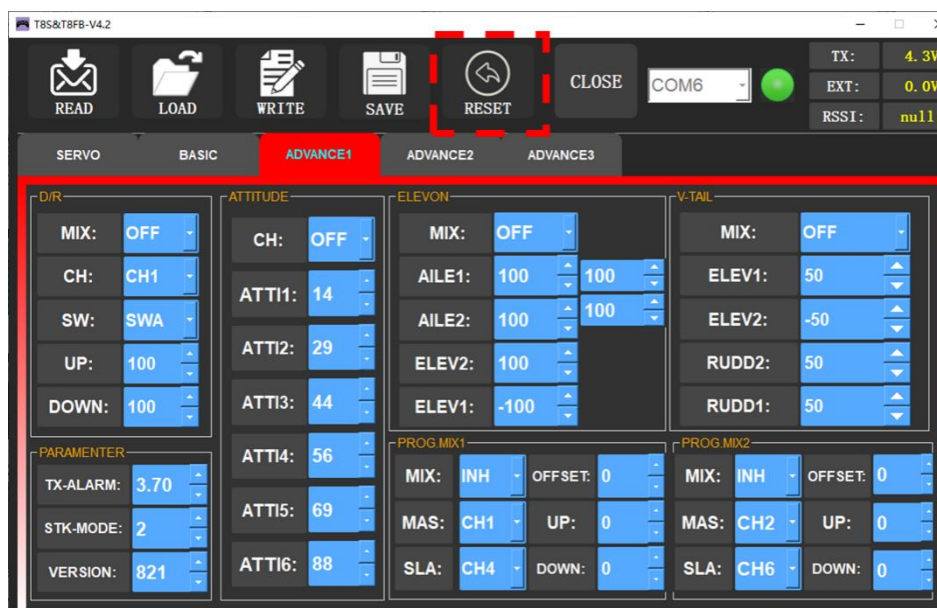 T8S&T8FB-V4.2
READ LOAD WRITE SAVE RESET CLOSE COM6
TX: 4.3V
EXT: 0.0V
RSSI: null
SERVO BASIC ADVANCE1 ADVANCE2 ADVANCE3
D/R
MIX: OFF
CH: CH1
SW: SWA
UP: 100
DOWN: 100
PARAMENTER
TX-ALARM: 3.70
STK-MODE: 2
VERSION: 821
ATTITUDE
CH: OFF
ATTI1: 14
ATTI2: 29
ATTI3: 44
ATTI4: 56
ATTI5: 69
ATTI6: 88
ELEVON
MIX: OFF
AILE1: 100 100
AILE2: 100 100
ELEV2: 100
ELEV1: -100
V-TAIL
MIX: OFF
ELEV1: 50
ELEV2: -50
RUDD2: 50
RUDD1: 50
PROG.MIX1
MIX: INH OFFSET: 0
MAS: CH1 UP: 0
SLA: CH4 DOWN: 0
PROG.MIX2
MIX: INH OFFSET: 0
MAS: CH2 UP: 0
SLA: CH6 DOWN: 0